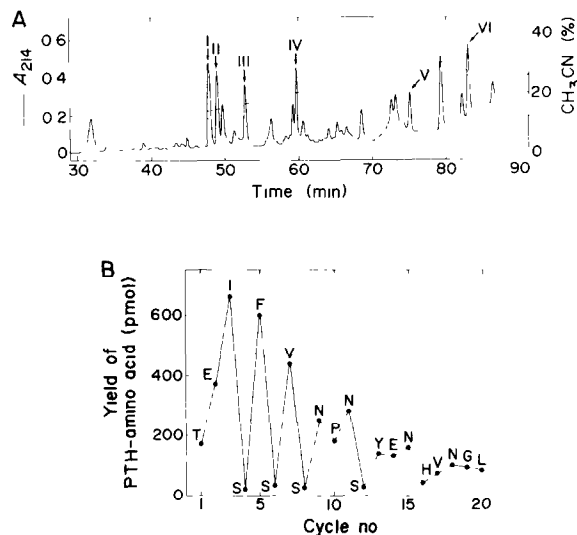 A
— A214
0 6
0 4
0 2
0
I
II
III
IV
V
VI
40
20
0
CH3CN (%)
30 40 50 60 70 80 90
Time (min)
B
Yield of
PTH-amino acid (pmol)
600
400
200
0
T E I S F S V S N P N S Y E N H V N G L
1 5 10 15 20
Cycle no